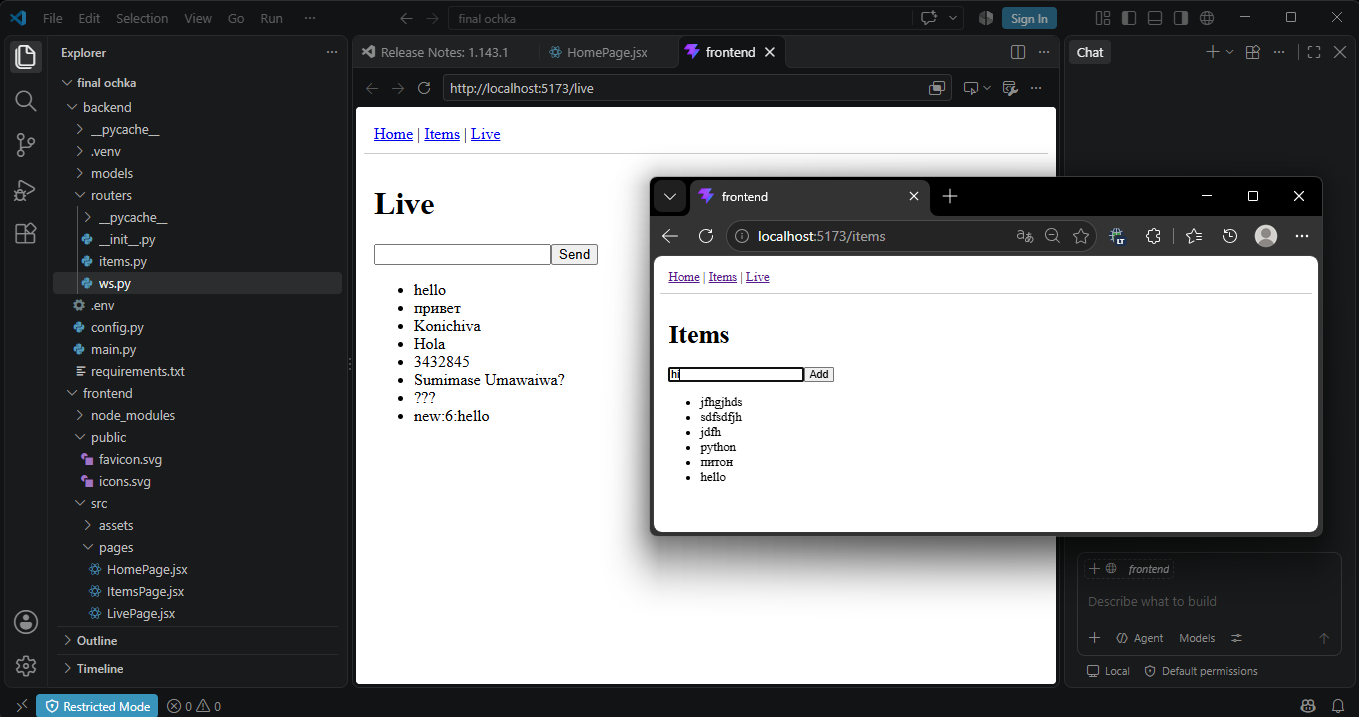 File Edit Selection View Go Run ··· final ochka Sign In
Explorer ···
final ochka
backend
__pycache__
.venv
models
routers
__pycache__
__init__.py
items.py
ws.py
.env
config.py
main.py
requirements.txt
frontend
node_modules
public
favicon.svg
icons.svg
src
assets
pages
HomePage.jsx
ItemsPage.jsx
LivePage.jsx
Outline
Timeline
Release Notes: 1.143.1 HomePage.jsx frontend
http://localhost:5173/live
Home | Items | Live
Live
Send
hello
привет
Konichiva
Hola
3432845
Sumimase Umawaiwa?
???
new:6:hello
frontend
localhost:5173/items
LT
Home | Items | Live
Items
hi Add
jfhgjhds
sdfsdfjh
jdfh
python
питон
hello
Chat
frontend
Describe what to build
Agent Models
Local Default permissions
Restricted Mode 0 0